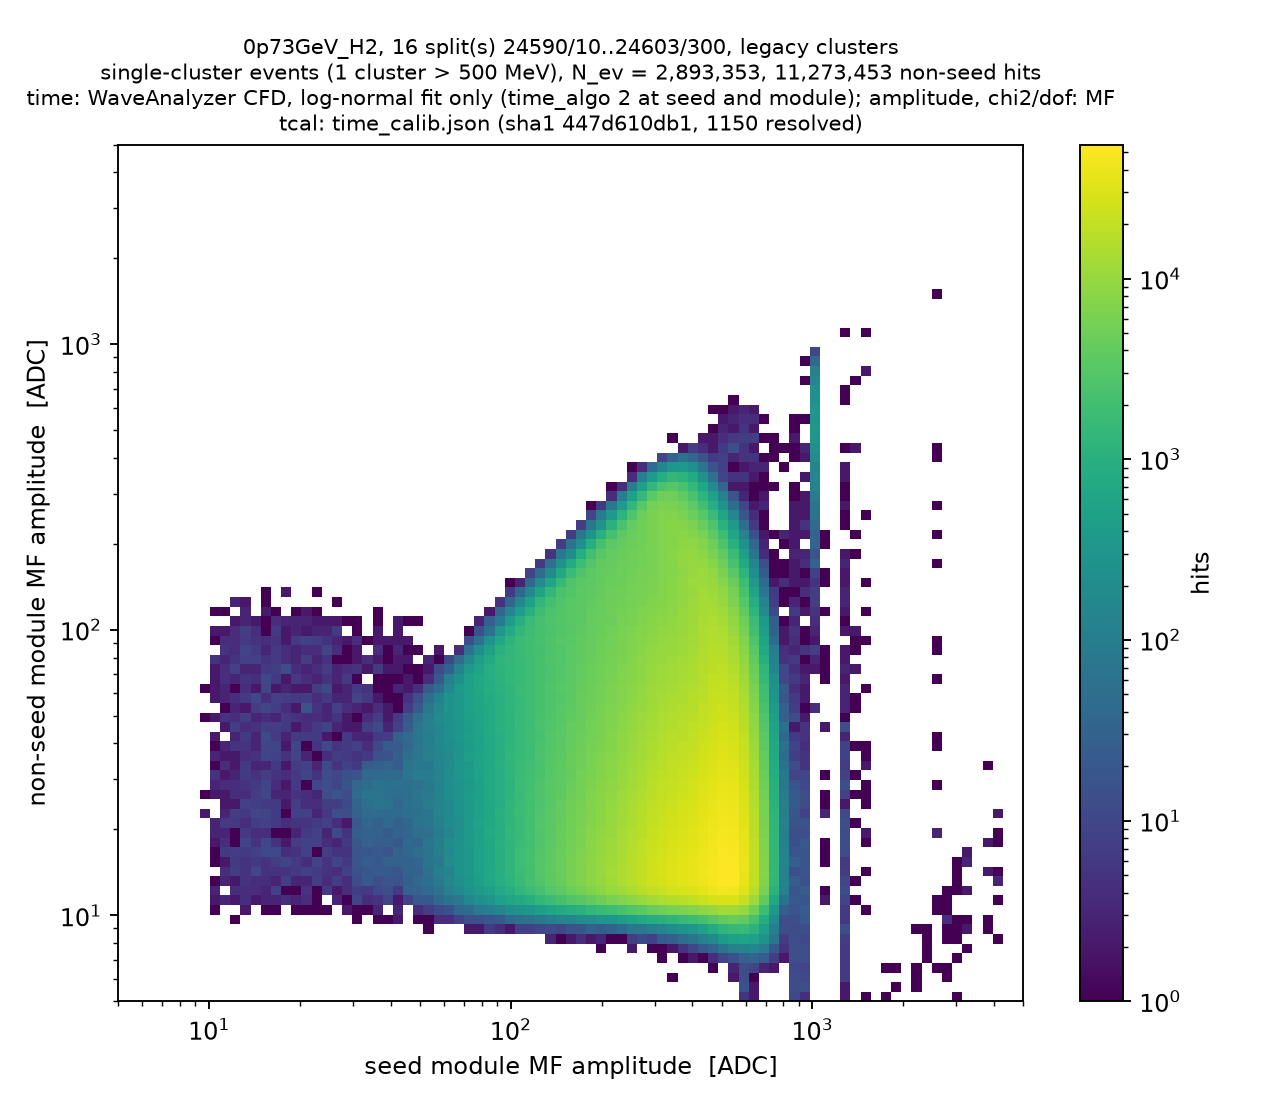 0p73GeV_H2, 16 split(s) 24590/10..24603/300, legacy clusters
single-cluster events (1 cluster > 500 MeV), N_ev = 2,893,353, 11,273,453 non-seed hits
time: WaveAnalyzer CFD, log-normal fit only (time_algo 2 at seed and module); amplitude, chi2/dof: MF
tcal: time_calib.json (sha1 447d610db1, 1150 resolved)
non-seed module MF amplitude [ADC]
10³
10²
10¹
10¹
10²
10³
seed module MF amplitude [ADC]
10⁴
10³
10²
10¹
10⁰
hits